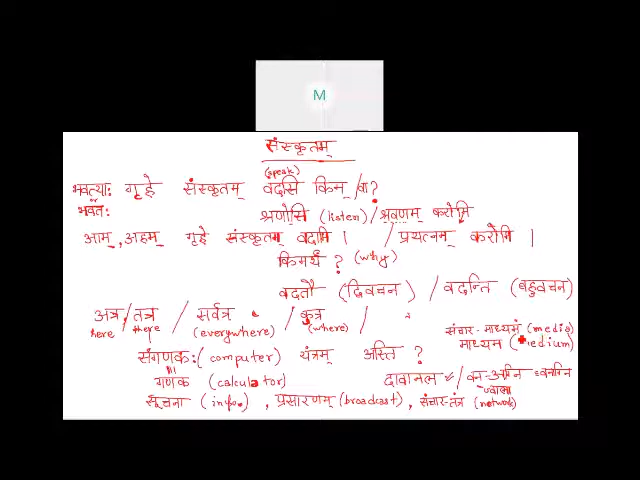 M
संस्कृतम्
(speak)
भवत्याः गृहे संस्कृतम् वदसि किम् / वा ?
भवतः
श्रणोसि (listen) / श्रवणम् करोमि
आम्, अहम् गृहे संस्कृतम् वदामि । / प्रयत्नम् करोमि ।
किमर्थं ? (why)
वदतौ (द्विवचन) / वदन्ति (बहुवचन)
अत्र / तत्र / सर्वत्र / कुत्र /
here there (everywhere) (where)
संचार-माध्यमं (media)
माध्यम (medium)
संगणकः (computer) यंत्रम् अस्ति ?
गणक (calculator) दावानल / वन-अग्नि = वनाग्नि
-ज्वाला
सूचना (info.) , प्रसारणम् (broadcast) , संचार-तंत्र (network)